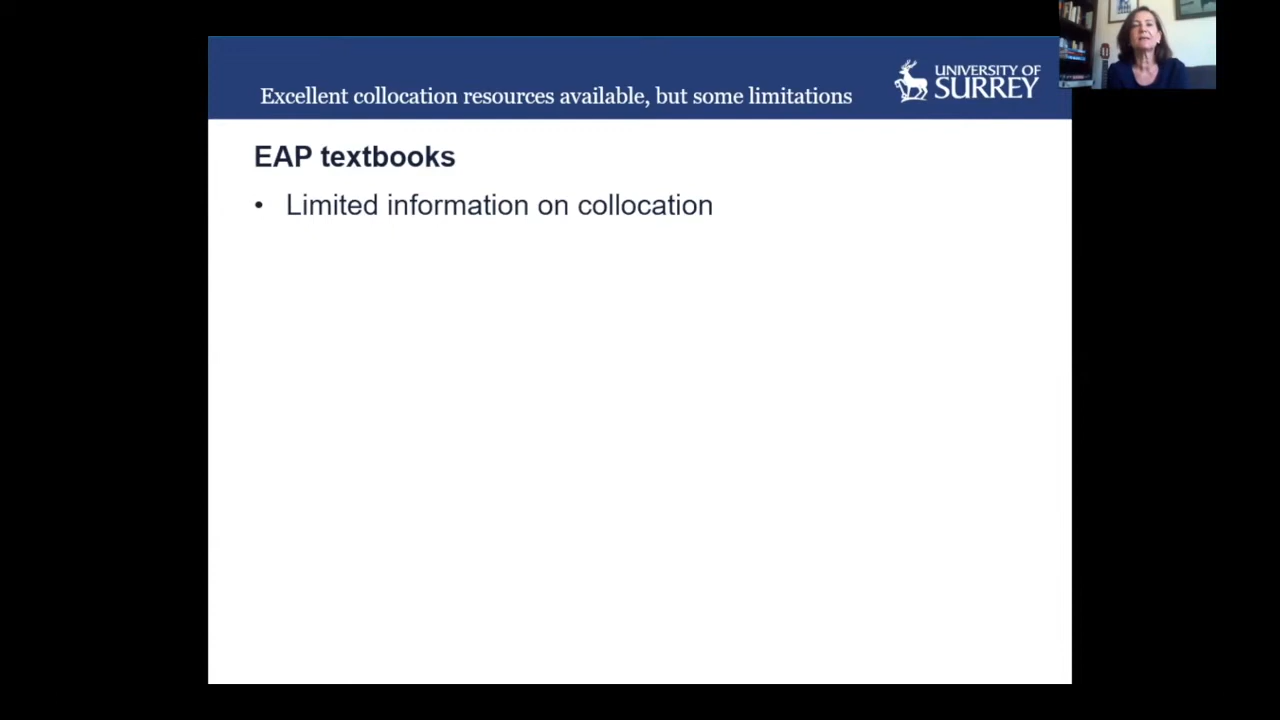 Excellent collocation resources available, but some limitations
UNIVERSITY OF
SURREY
EAP textbooks
• Limited information on collocation